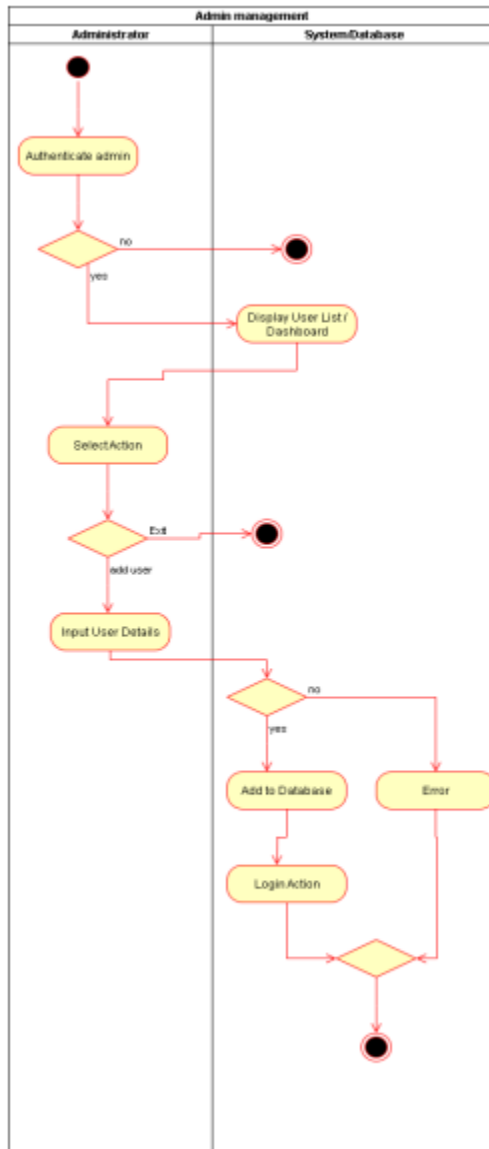 Admin management
Administrator
System/Database
Authenticate admin
no
yes
Display User List /
Dashboard
Select Action
Exit
add user
Input User Details
no
yes
Add to Database
Error
Login Action